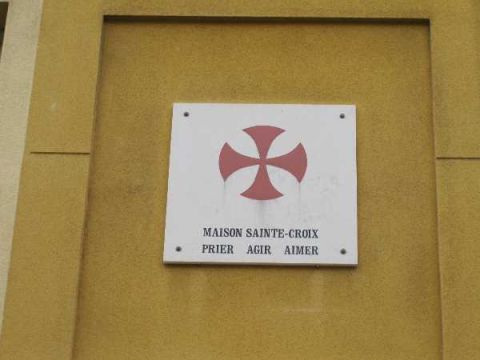 MAISON SAINTE-CROIX
PRIER AGIR AIMER